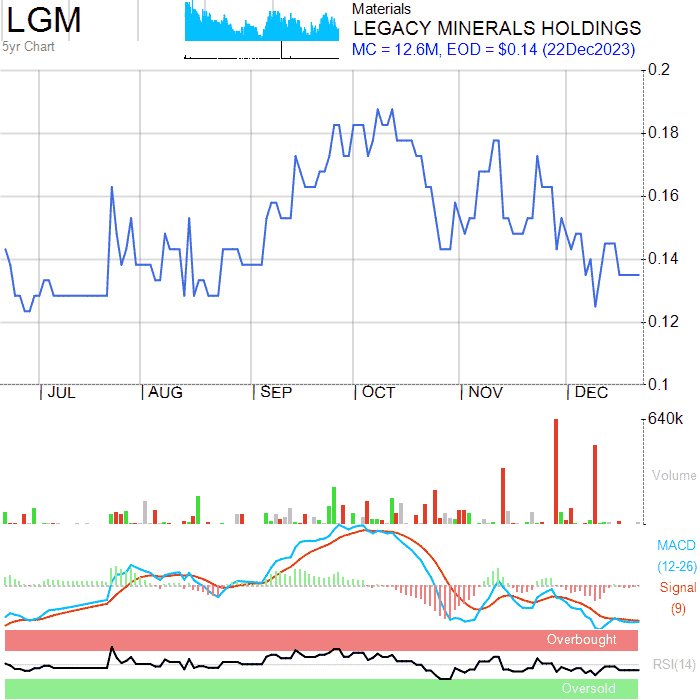 LGM
5yr Chart
Materials
LEGACY MINERALS HOLDINGS
MC = 12.6M, EOD = $0.14 (22Dec2023)
0.2
0.18
0.16
0.14
0.12
0.1
JUL AUG SEP OCT NOV DEC
640k
Volume
MACD
(12-26)
Signal
(9)
Overbought
RSI(14)
Oversold